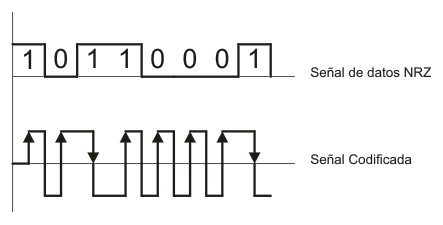 1 0 1 1 0 0 0 1
Señal de datos NRZ
Señal Codificada